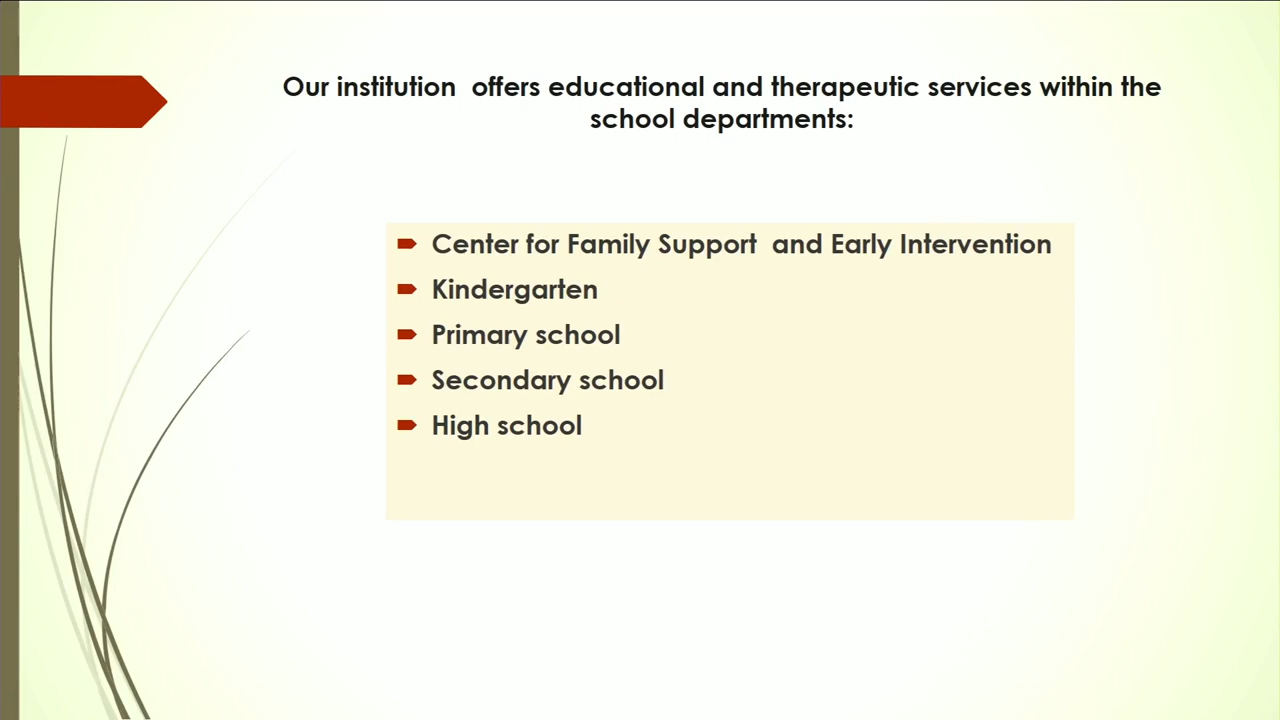 Our institution  offers educational and therapeutic services within the
school departments:
Center for Family Support  and Early Intervention
Kindergarten
Primary school
Secondary school
High school